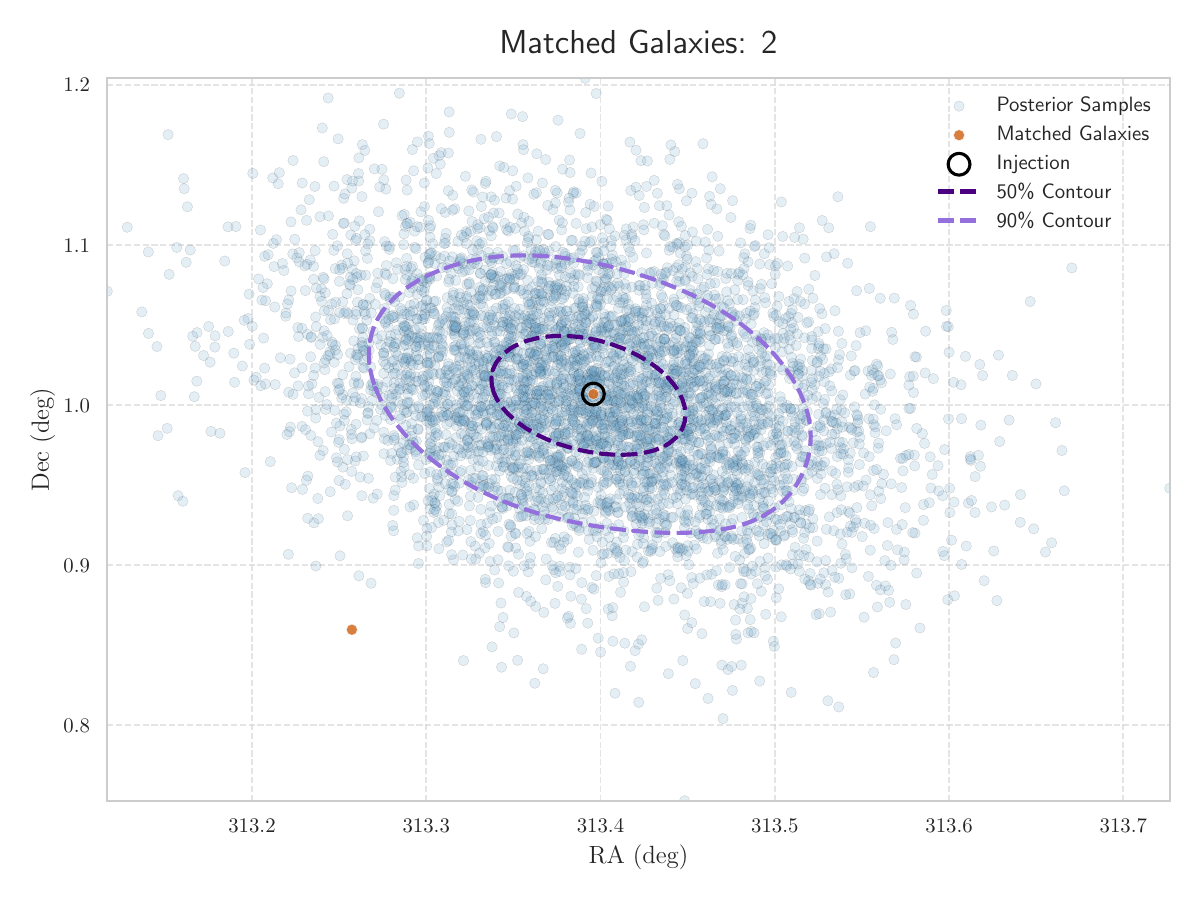 Matched Galaxies: 2
Posterior Samples
Matched Galaxies
Injection
50% Contour
90% Contour
Dec (deg)
1.2
1.1
1.0
0.9
0.8
313.2 313.3 313.4 313.5 313.6 313.7
RA (deg)